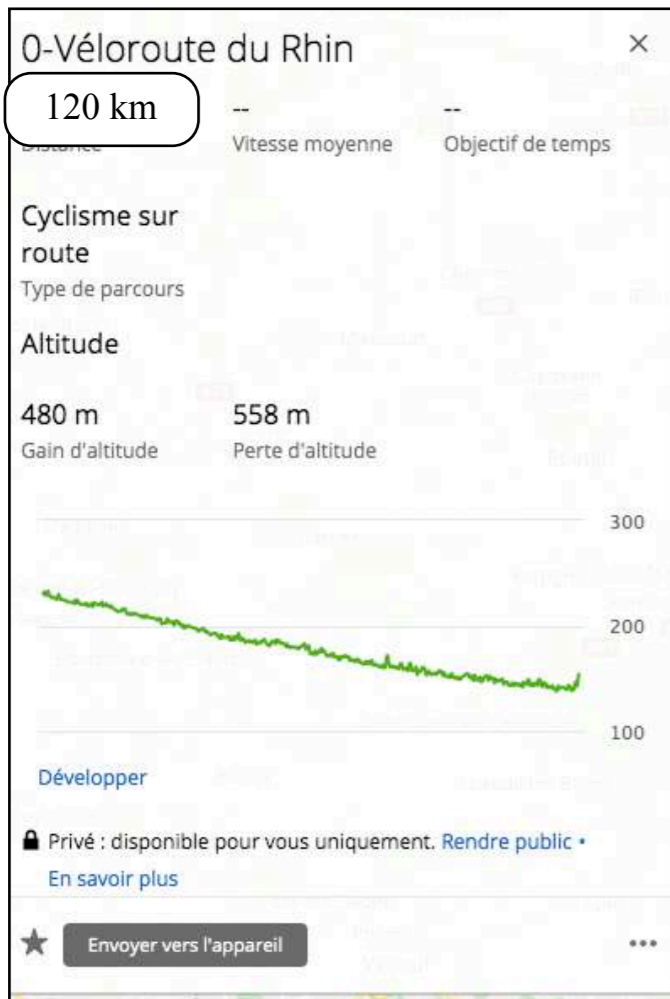 0-Véloroute du Rhin
120 km
--
--
Distance
Vitesse moyenne
Objectif de temps
Cyclisme sur
route
Type de parcours
Altitude
480 m
558 m
Gain d'altitude
Perte d'altitude
300
200
100
Développer
Privé : disponible pour vous uniquement. Rendre public •
En savoir plus
Envoyer vers l'appareil